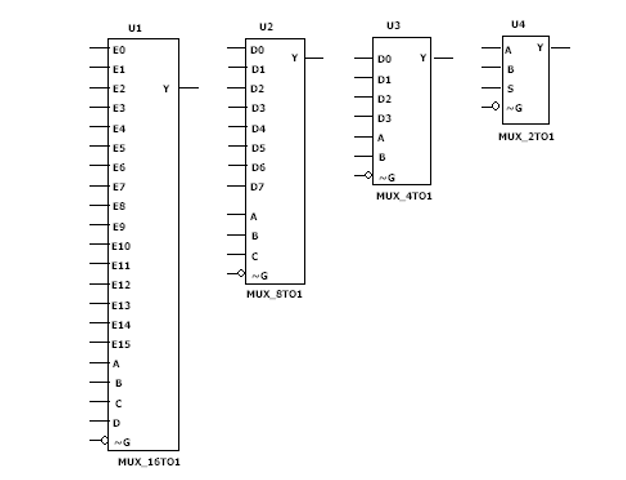 U1
E0
E1
E2 Y
E3
E4
E5
E6
E7
E8
E9
E10
E11
E12
E13
E14
E15
A
B
C
D
~G
MUX_16TO1
U2
D0
Y
D1
D2
D3
D4
D5
D6
D7
A
B
C
~G
MUX_8TO1
U3
D0 Y
D1
D2
D3
A
B
~G
MUX_4TO1
U4
A Y
B
S
~G
MUX_2TO1